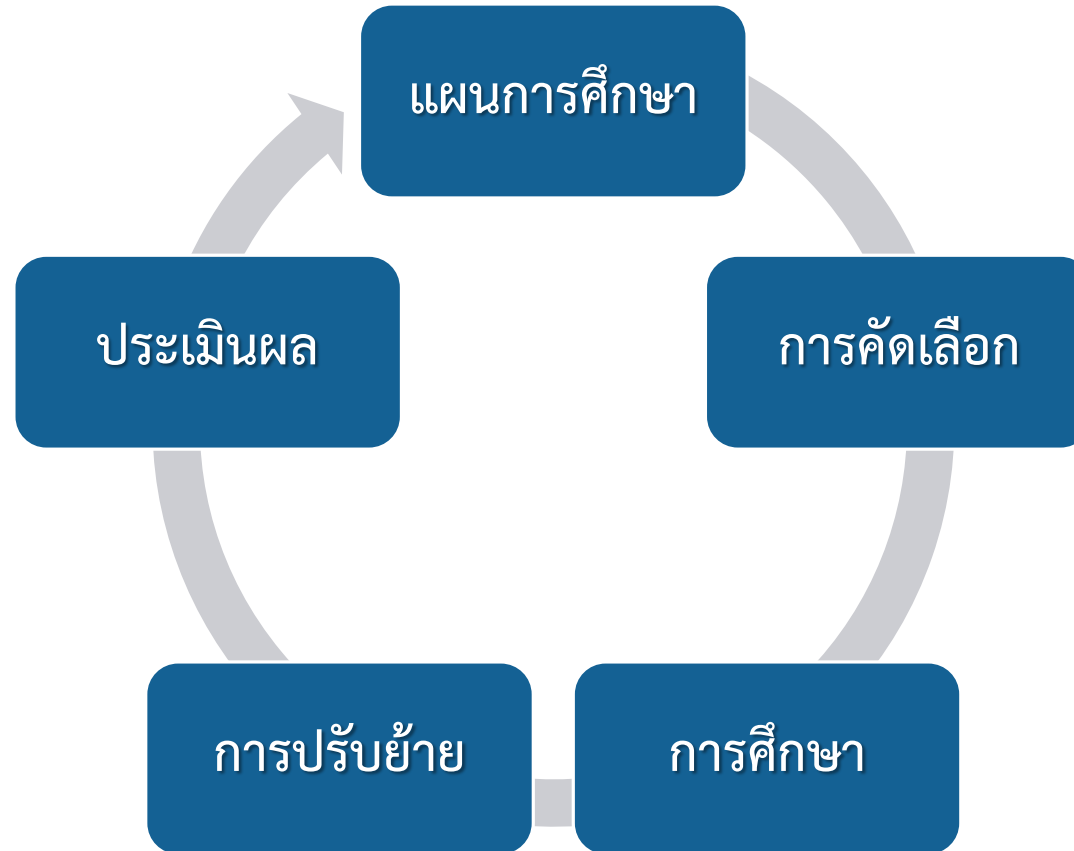 แผนการศึกษา
การคัดเลือก
การศึกษา
การปรับย้าย
ประเมินผล